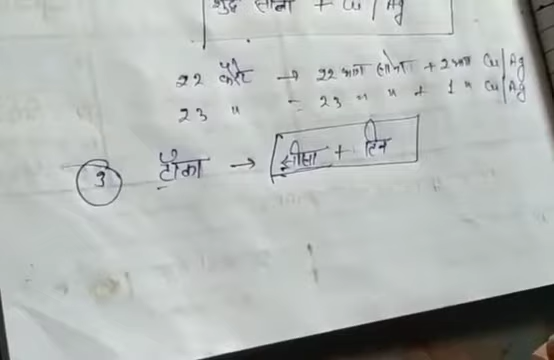 शुद्ध सोना + Cu / Ag
22 कैरेट → 22 भाग सोना + 2 भाग Cu/Ag
23 " = 23 " " + 1 " Cu/Ag
3 टाँका → सीसा + टिन